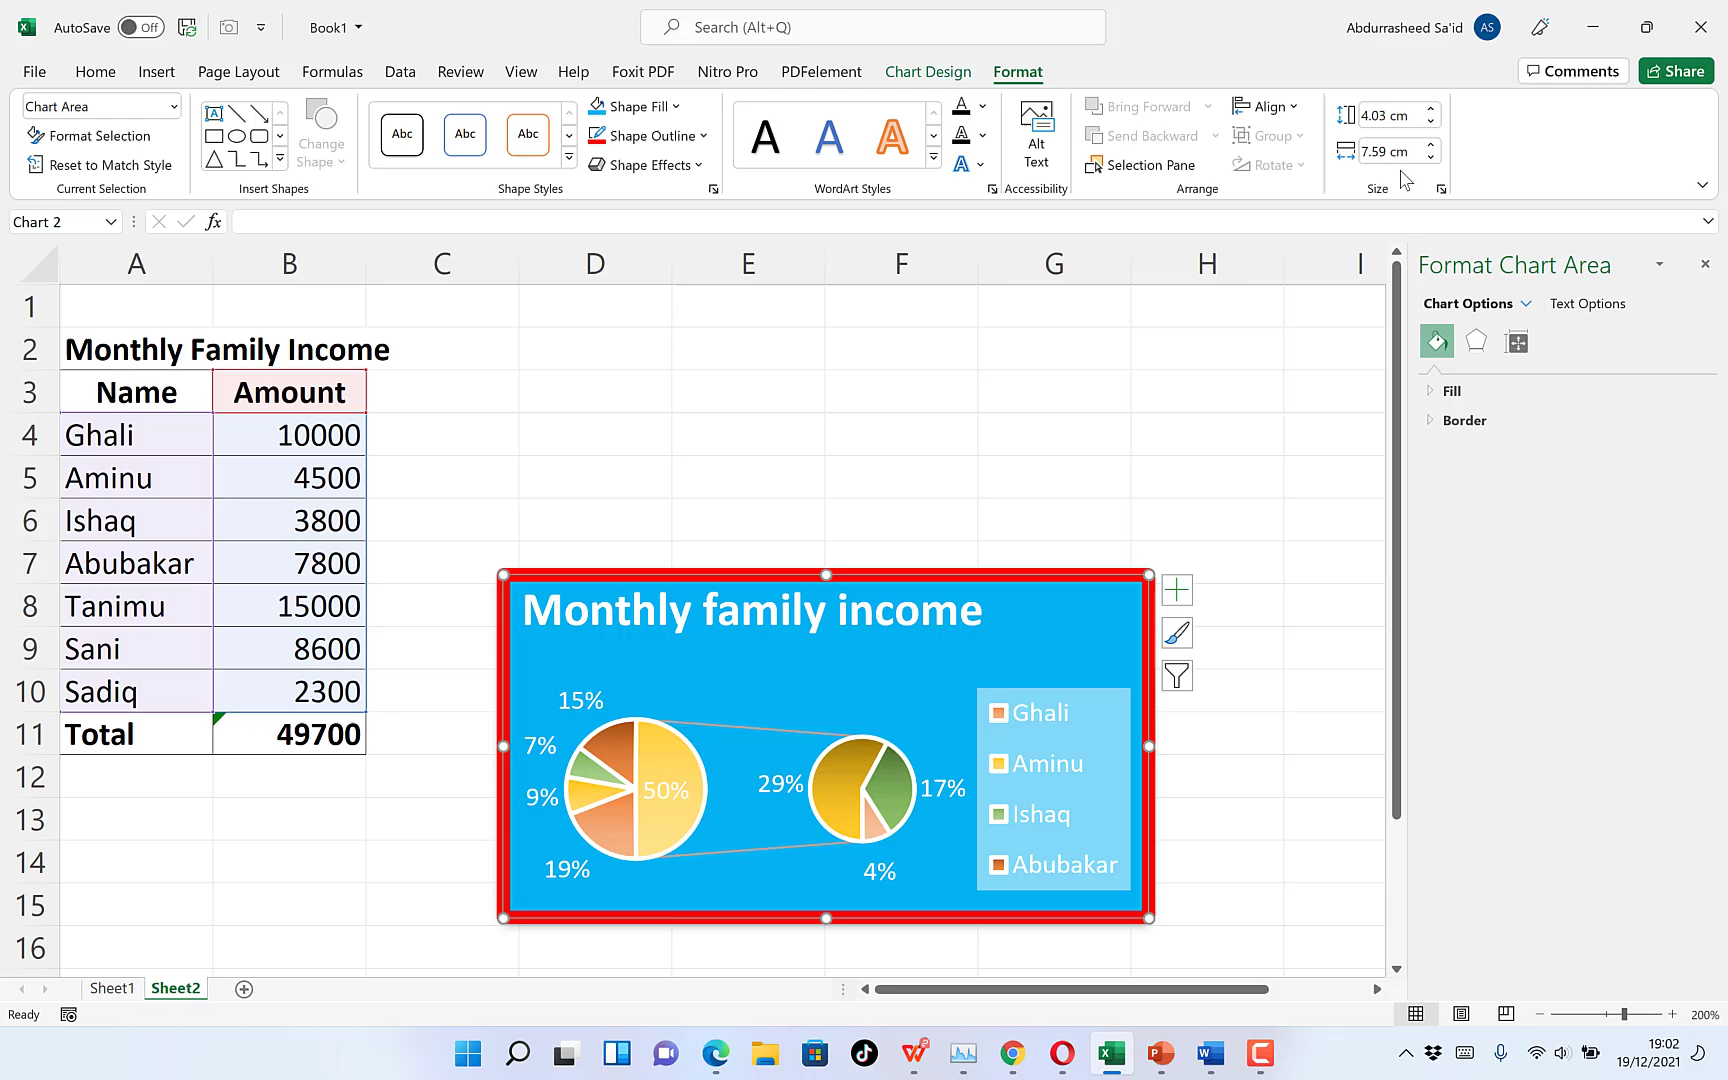 AutoSave Off Book1 Search (Alt+Q) Abdurrasheed Sa'id AS
File Home Insert Page Layout Formulas Data Review View Help Foxit PDF Nitro Pro PDFelement Chart Design Format Comments Share
Chart Area
Format Selection
Reset to Match Style
Current Selection
Change
Shape
Insert Shapes
Abc Abc Abc
Shape Fill
Shape Outline
Shape Effects
Shape Styles
A A A
A
A
A
WordArt Styles
Alt
Text
Accessibility
Bring Forward
Send Backward
Selection Pane
Align
Group
Rotate
Arrange
4.03 cm
7.59 cm
Size
Chart 2 fx
A B C D E F G H I
1
2 Monthly Family Income
3 Name Amount
4 Ghali 10000
5 Aminu 4500
6 Ishaq 3800
7 Abubakar 7800
8 Tanimu 15000
9 Sani 8600
10 Sadiq 2300
11 Total 49700
12
13
14
15
16
Monthly family income
15%
7%
9%
19%
50%
29%
17%
4%
Ghali
Aminu
Ishaq
Abubakar
Format Chart Area
Chart Options Text Options
Fill
Border
Sheet1 Sheet2
Ready 200%
19:02
19/12/2021